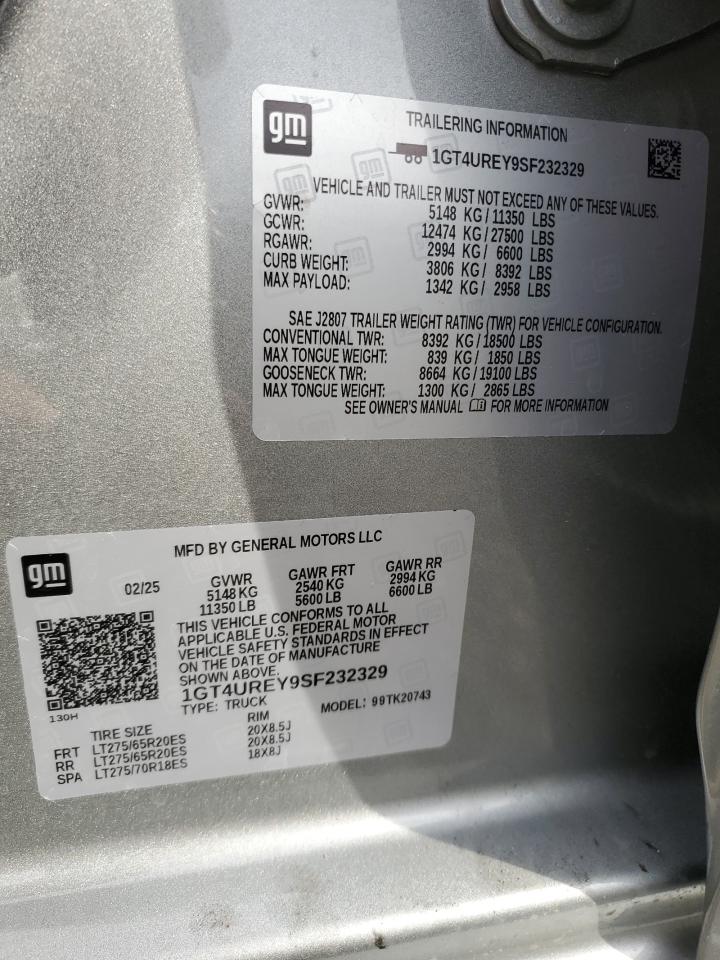 gm
TRAILERING INFORMATION
1GT4UREY9SF232329
VEHICLE AND TRAILER MUST NOT EXCEED ANY OF THESE VALUES.
GVWR: 5148 KG / 11350 LBS
GCWR: 12474 KG / 27500 LBS
RGAWR: 2994 KG / 6600 LBS
CURB WEIGHT: 3806 KG / 8392 LBS
MAX PAYLOAD: 1342 KG / 2958 LBS
SAE J2807 TRAILER WEIGHT RATING (TWR) FOR VEHICLE CONFIGURATION.
CONVENTIONAL TWR: 8392 KG / 18500 LBS
MAX TONGUE WEIGHT: 839 KG / 1850 LBS
GOOSENECK TWR: 8664 KG / 19100 LBS
MAX TONGUE WEIGHT: 1300 KG / 2865 LBS
SEE OWNER'S MANUAL FOR MORE INFORMATION
gm
MFD BY GENERAL MOTORS LLC
02/25 GVWR GAWR FRT GAWR RR
5148 KG 2540 KG 2994 KG
11350 LB 5600 LB 6600 LB
THIS VEHICLE CONFORMS TO ALL
APPLICABLE U.S. FEDERAL MOTOR
VEHICLE SAFETY STANDARDS IN EFFECT
ON THE DATE OF MANUFACTURE
SHOWN ABOVE.
1GT4UREY9SF232329
130H
TYPE: TRUCK MODEL: 99TK20743
TIRE SIZE RIM
FRT LT275/65R20ES 20X8.5J
RR LT275/65R20ES 20X8.5J
SPA LT275/70R18ES 18X8J